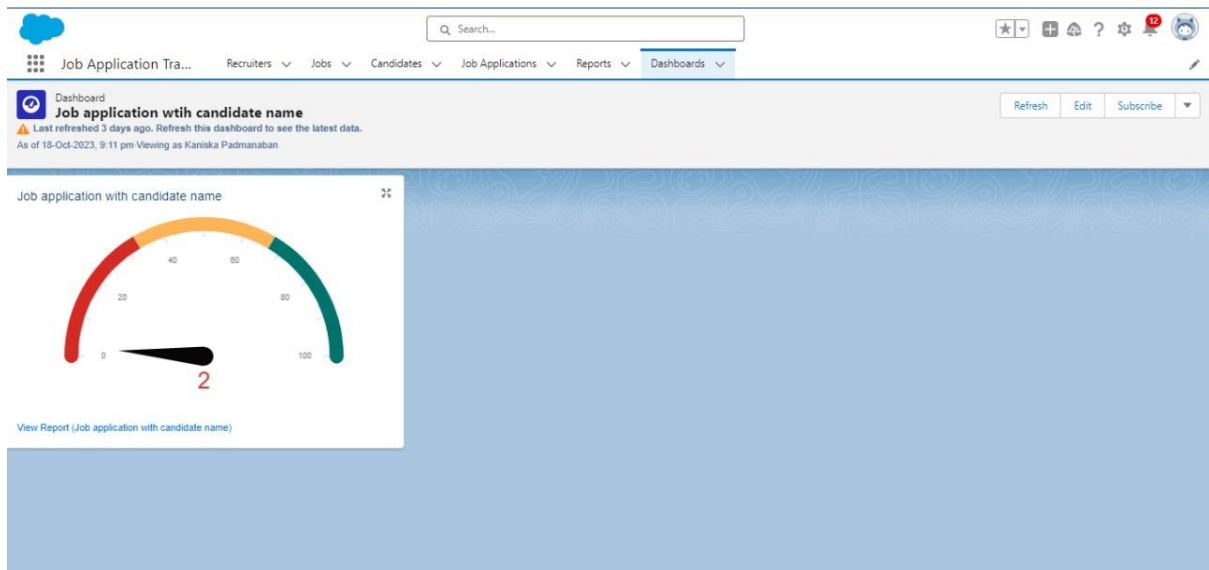 Search...
12
Job Application Tra... Recruiters Jobs Candidates Job Applications Reports Dashboards
Dashboard
Job application wtih candidate name
Last refreshed 3 days ago. Refresh this dashboard to see the latest data.
As of 18-Oct-2023, 9:11 pm·Viewing as Kaniska Padmanaban
Refresh Edit Subscribe
Job application with candidate name
40 60
20 80
0 100
2
View Report (Job application with candidate name)